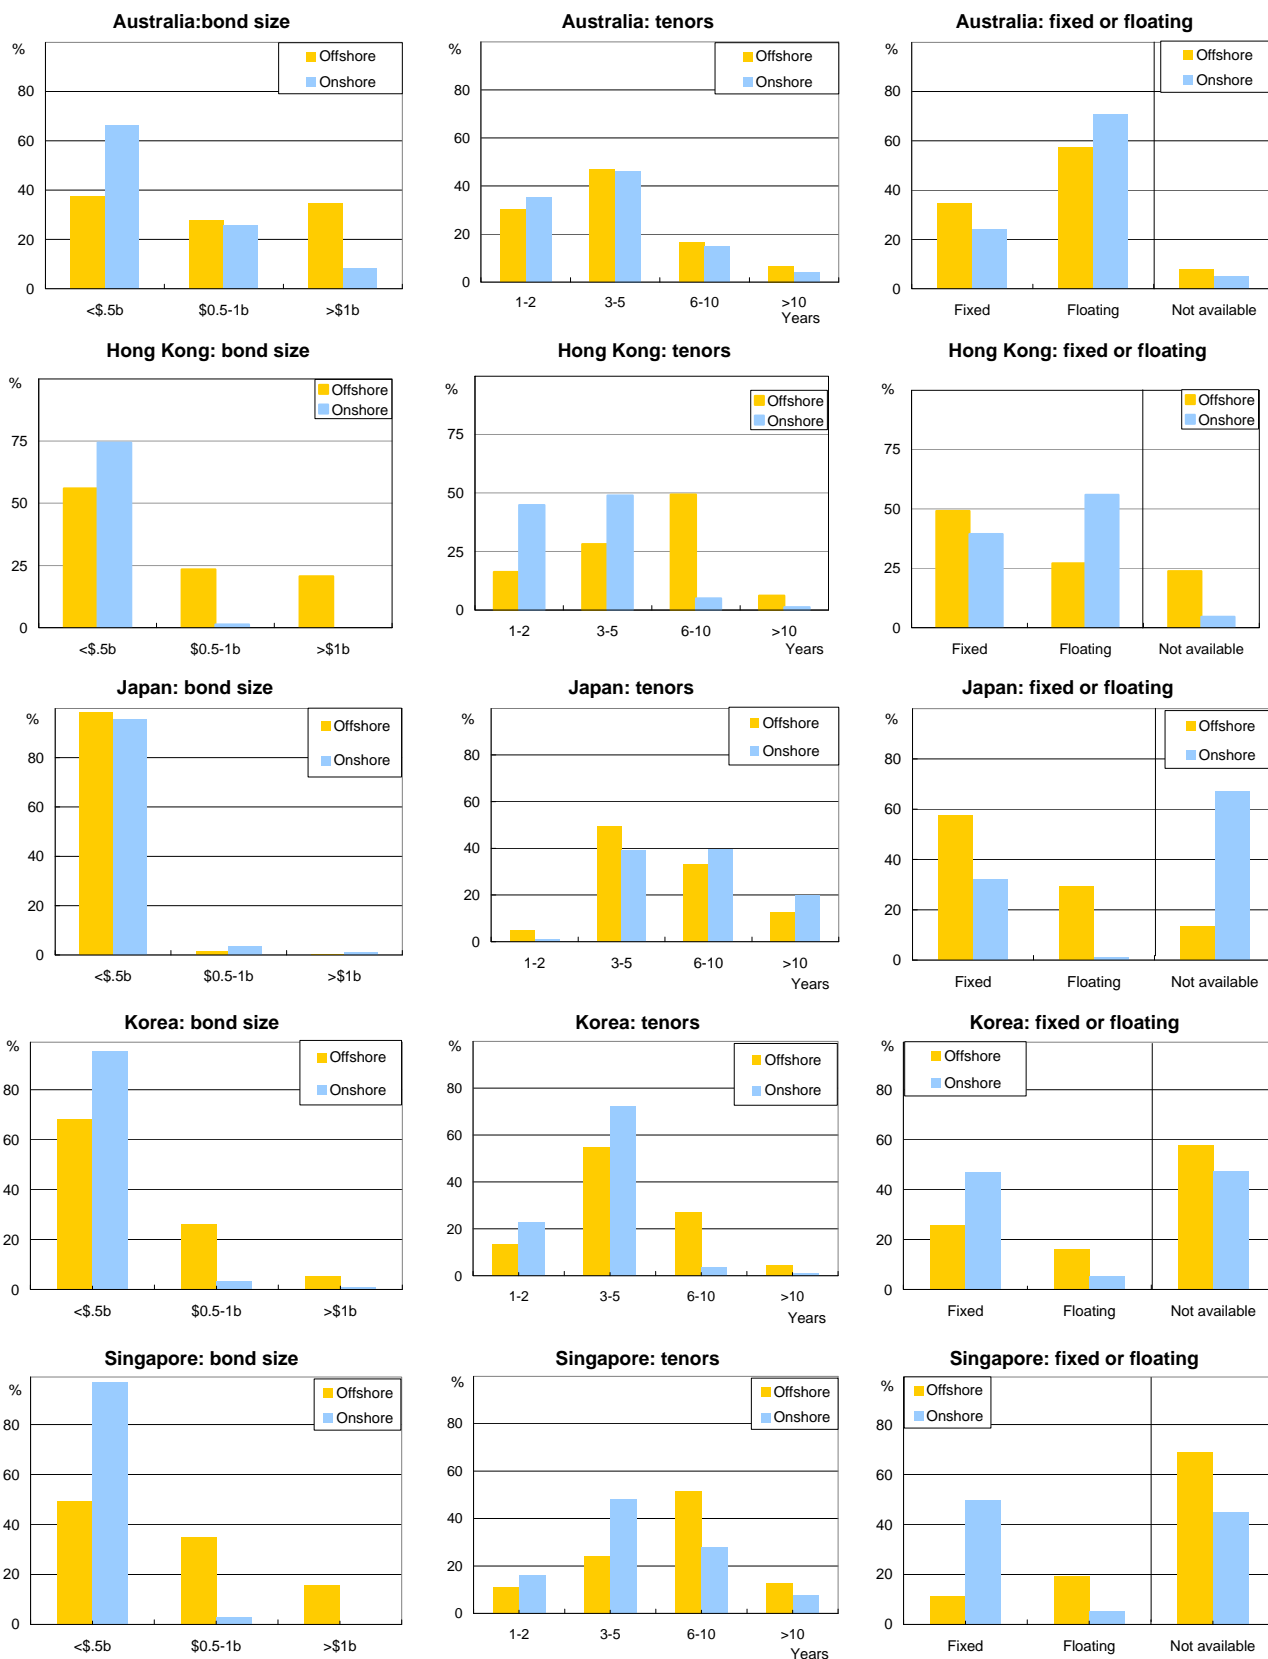 Australia:bond size
%
Offshore
Onshore
80
60
40
20
0
<$.5b
$0.5-1b
>$1b
Australia: tenors
%
Offshore
Onshore
80
60
40
20
0
1-2
3-5
6-10
>10
Years
Australia: fixed or floating
%
Offshore
Onshore
80
60
40
20
0
Fixed
Floating
Not available
Hong Kong: bond size
%
Offshore
Onshore
75
50
25
0
<$.5b
$0.5-1b
>$1b
Hong Kong: tenors
%
Offshore
Onshore
75
50
25
0
1-2
3-5
6-10
>10
Years
Hong Kong: fixed or floating
%
Offshore
Onshore
75
50
25
0
Fixed
Floating
Not available
Japan: bond size
%
Offshore
Onshore
80
60
40
20
0
<$.5b
$0.5-1b
>$1b
Japan: tenors
%
Offshore
Onshore
80
60
40
20
0
1-2
3-5
6-10
>10
Years
Japan: fixed or floating
%
Offshore
Onshore
80
60
40
20
0
Fixed
Floating
Not available
Korea: bond size
%
Offshore
Onshore
80
60
40
20
0
<$.5b
$0.5-1b
>$1b
Korea: tenors
%
Offshore
Onshore
80
60
40
20
0
1-2
3-5
6-10
>10
Years
Korea: fixed or floating
%
Offshore
Onshore
80
60
40
20
0
Fixed
Floating
Not available
Singapore: bond size
%
Offshore
Onshore
80
60
40
20
0
<$.5b
$0.5-1b
>$1b
Singapore: tenors
%
Offshore
Onshore
80
60
40
20
0
1-2
3-5
6-10
>10
Years
Singapore: fixed or floating
%
Offshore
Onshore
80
60
40
20
0
Fixed
Floating
Not available